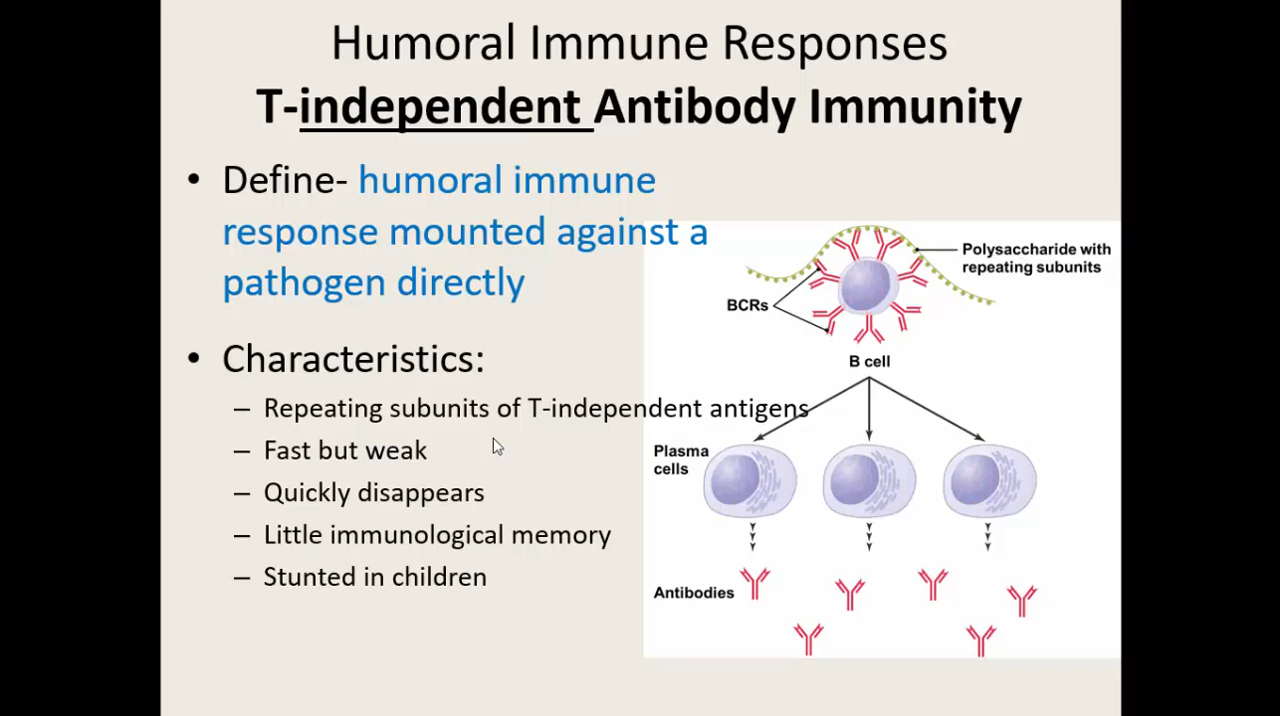 Humoral Immune Responses
T-independent Antibody Immunity
• Define- humoral immune
response mounted against a
pathogen directly
• Characteristics:
– Repeating subunits of T-independent antigens
– Fast but weak
– Quickly disappears
– Little immunological memory
– Stunted in children
Polysaccharide with
repeating subunits
BCRs
B cell
Plasma
cells
Antibodies